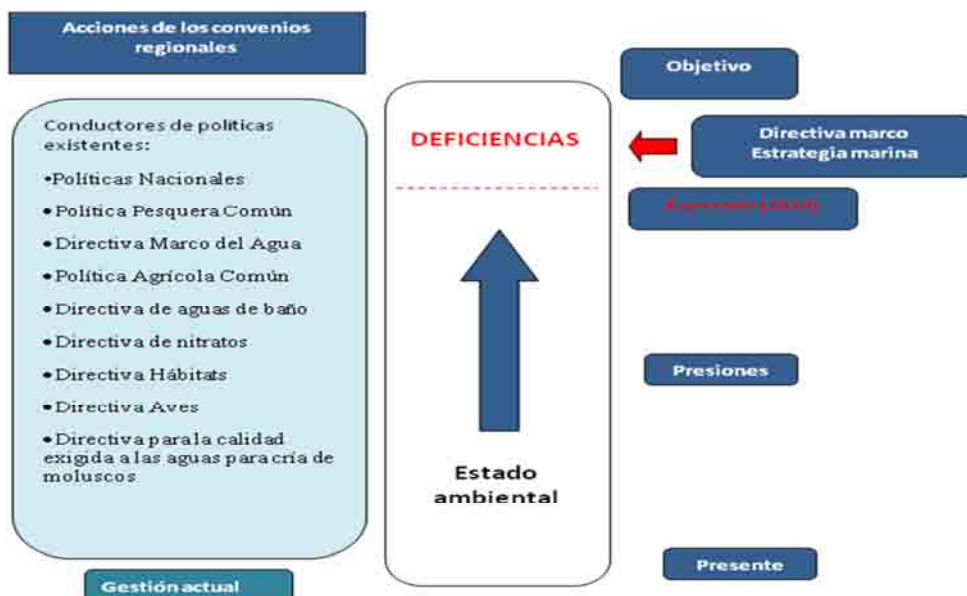 Acciones de los convenios
regionales
Conductores de políticas
existentes:
•Políticas Nacionales
• Política Pesquera Común
• Directiva Marco del Agua
• Política Agrícola Común
• Directiva de aguas de baño
• Directiva de nitratos
• Directiva Hábitats
• Directiva Aves
• Directiva para la calidad
exigida a las aguas para cría de
moluscos
Gestión actual
DEFICIENCIAS
Estado
ambiental
Objetivo
Directiva marco
Estrategia marina
Presiones
Presente